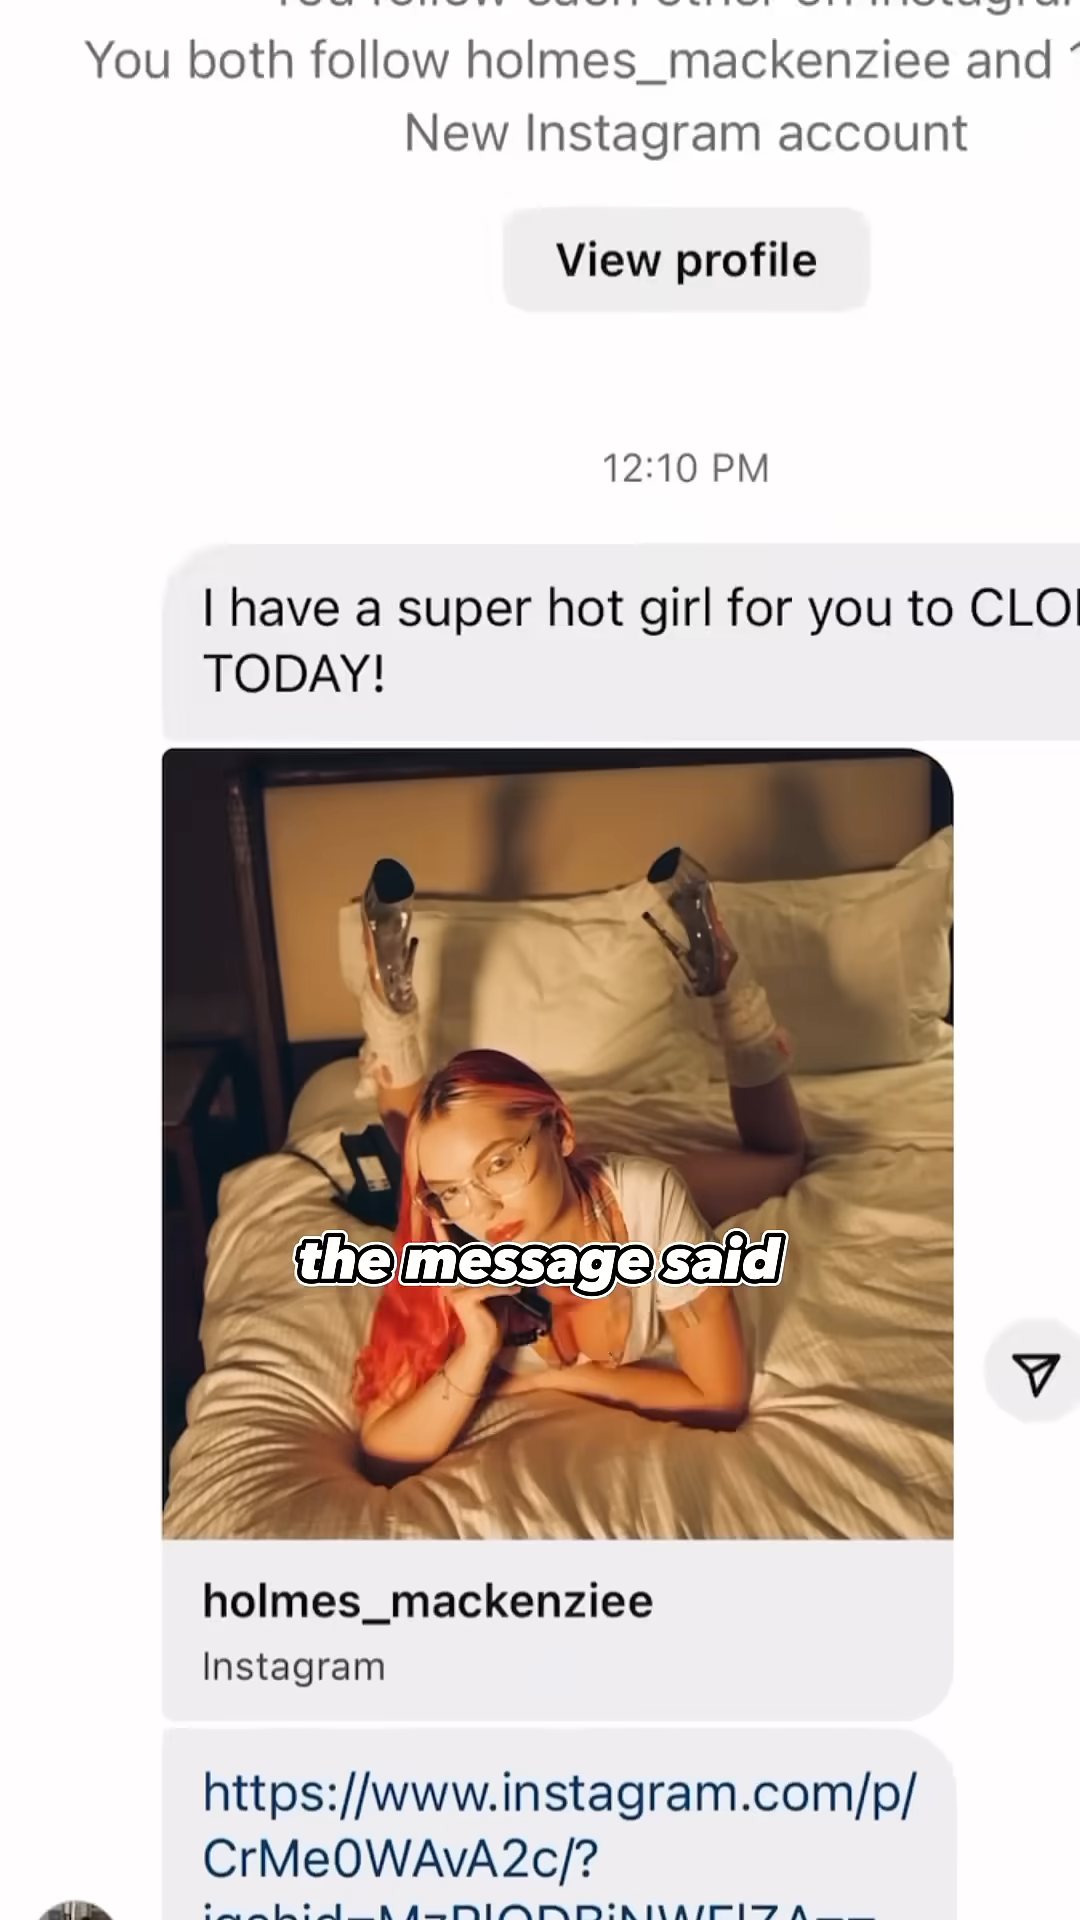 You both follow holmes_mackenziee and
New Instagram account
View profile
12:10 PM
I have a super hot girl for you to
TODAY!
the message said
holmes_mackenziee
Instagram
https://www.instagram.com/p/
CrMe0WAvA2c/?